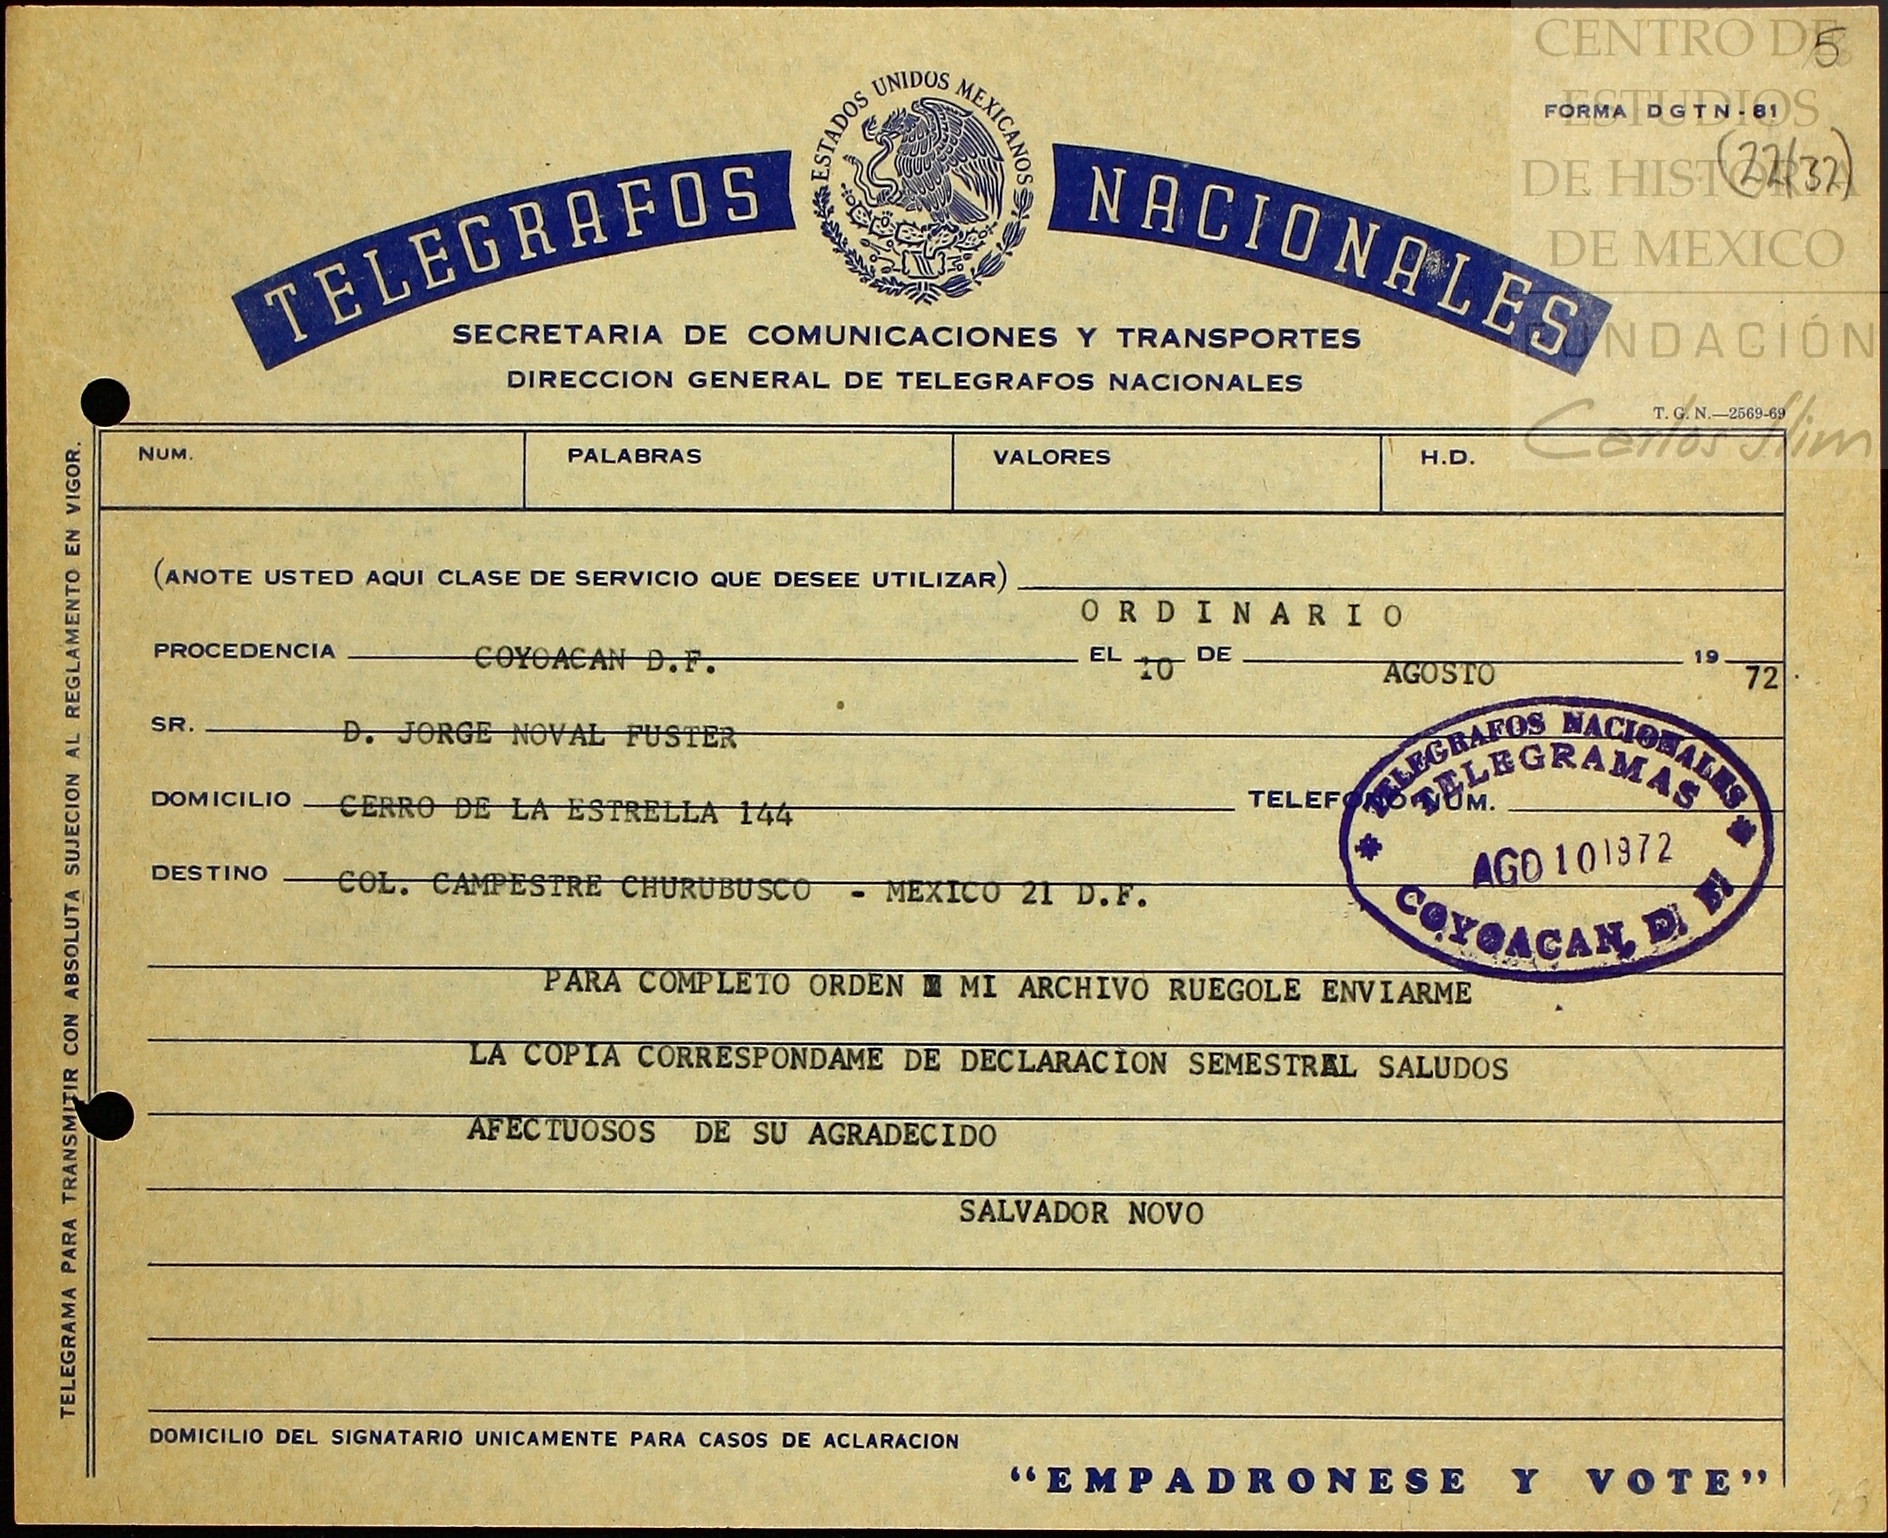 CENTRO DE
ESTUDIOS
DE HISTORIA
DE MEXICO
FUNDACIÓN
Carlos Slim
5
FORMA DGTN-81
(22/32)
ESTADOS UNIDOS MEXICANOS
TELEGRAFOS NACIONALES
SECRETARIA DE COMUNICACIONES Y TRANSPORTES
DIRECCION GENERAL DE TELEGRAFOS NACIONALES
T. G. N.—2569-69
NUM. PALABRAS VALORES H.D.
(ANOTE USTED AQUI CLASE DE SERVICIO QUE DESEE UTILIZAR)
ORDINARIO
PROCEDENCIA COYOACAN D.F. EL 10 DE AGOSTO 1972
SR. D. JORGE NOVAL FUSTER
DOMICILIO CERRO DE LA ESTRELLA 144 TELEFONO NUM.
DESTINO COL. CAMPESTRE CHURUBUSCO - MEXICO 21 D.F.
TELEGRAFOS NACIONALES
TELEGRAMAS
AGO 10 1972
COYOACAN, D. F.
PARA COMPLETO ORDEN MI ARCHIVO RUEGOLE ENVIARME
LA COPIA CORRESPONDAME DE DECLARACION SEMESTRAL SALUDOS
AFECTUOSOS DE SU AGRADECIDO
SALVADOR NOVO
DOMICILIO DEL SIGNATARIO UNICAMENTE PARA CASOS DE ACLARACION
"EMPADRONESE Y VOTE"
TELEGRAMA PARA TRANSMITIR CON ABSOLUTA SUJECION AL REGLAMENTO EN VIGOR.